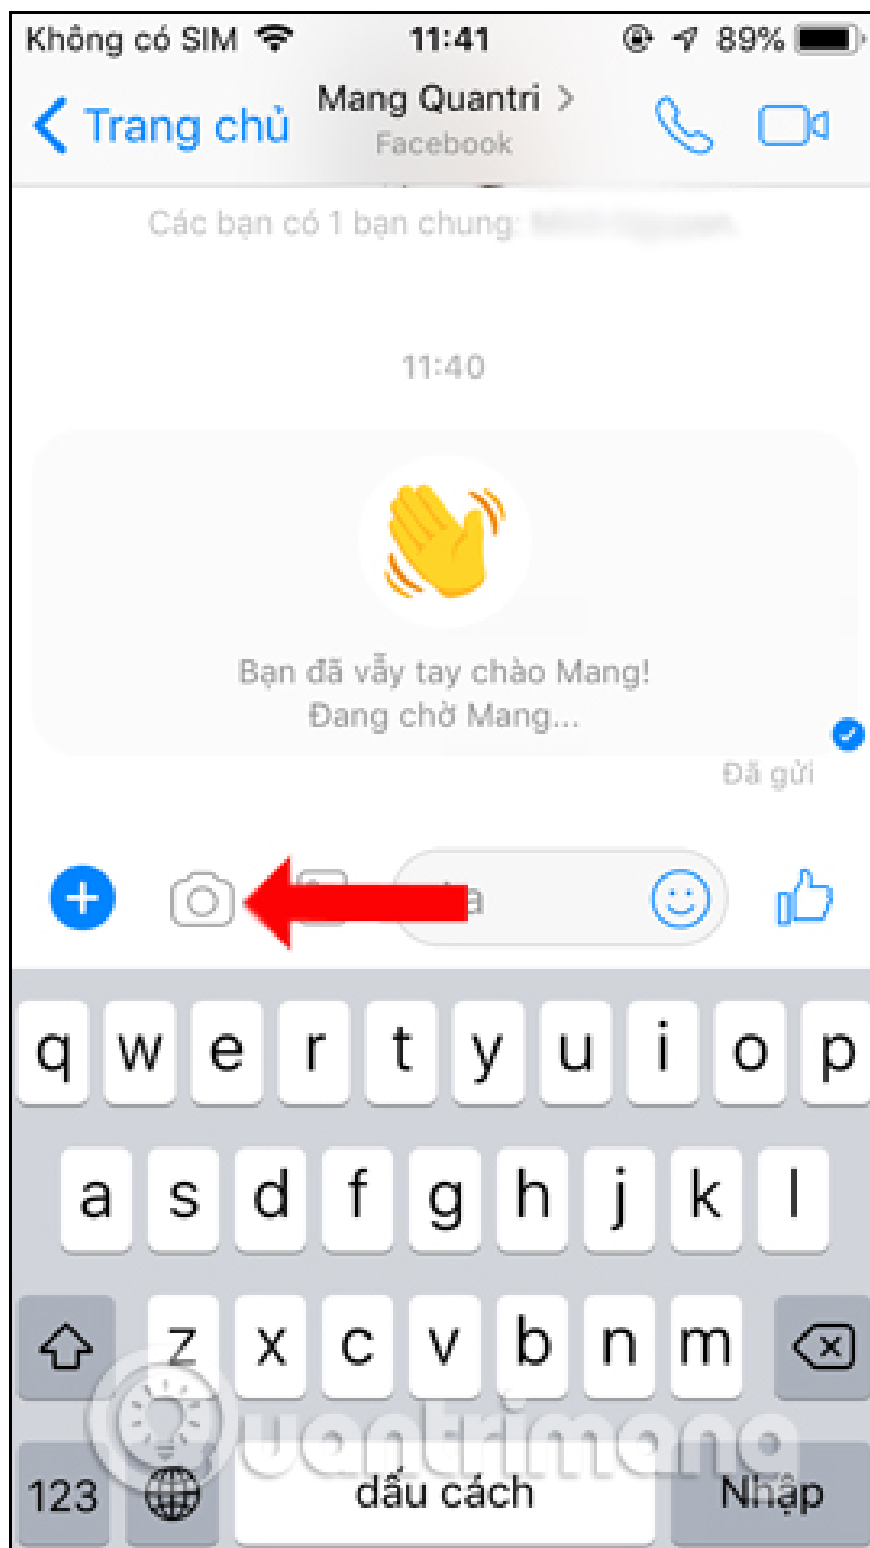 Không có SIM 11:41 89%
Trang chủ Mang Quantri
Facebook
Các bạn có 1 bạn chung:
11:40
Bạn đã vẫy tay chào Mang!
Đang chờ Mang...
Đã gửi
q w e r t y u i o p
a s d f g h j k l
z x c v b n m
uantrimang
123 dấu cách Nhập